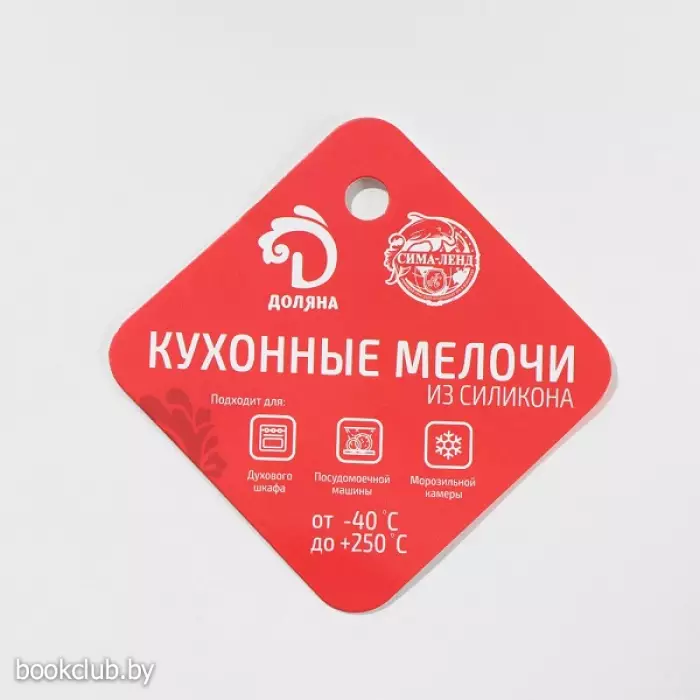 ДОЛЯНА
СИМА-ЛЕНД
КУХОННЫЕ МЕЛОЧИ
ИЗ СИЛИКОНА
Подходит для:
Духового
шкафа
Посудомоечной
машины
Морозильной
камеры
от -40°C
до +250°C
bookclub.by